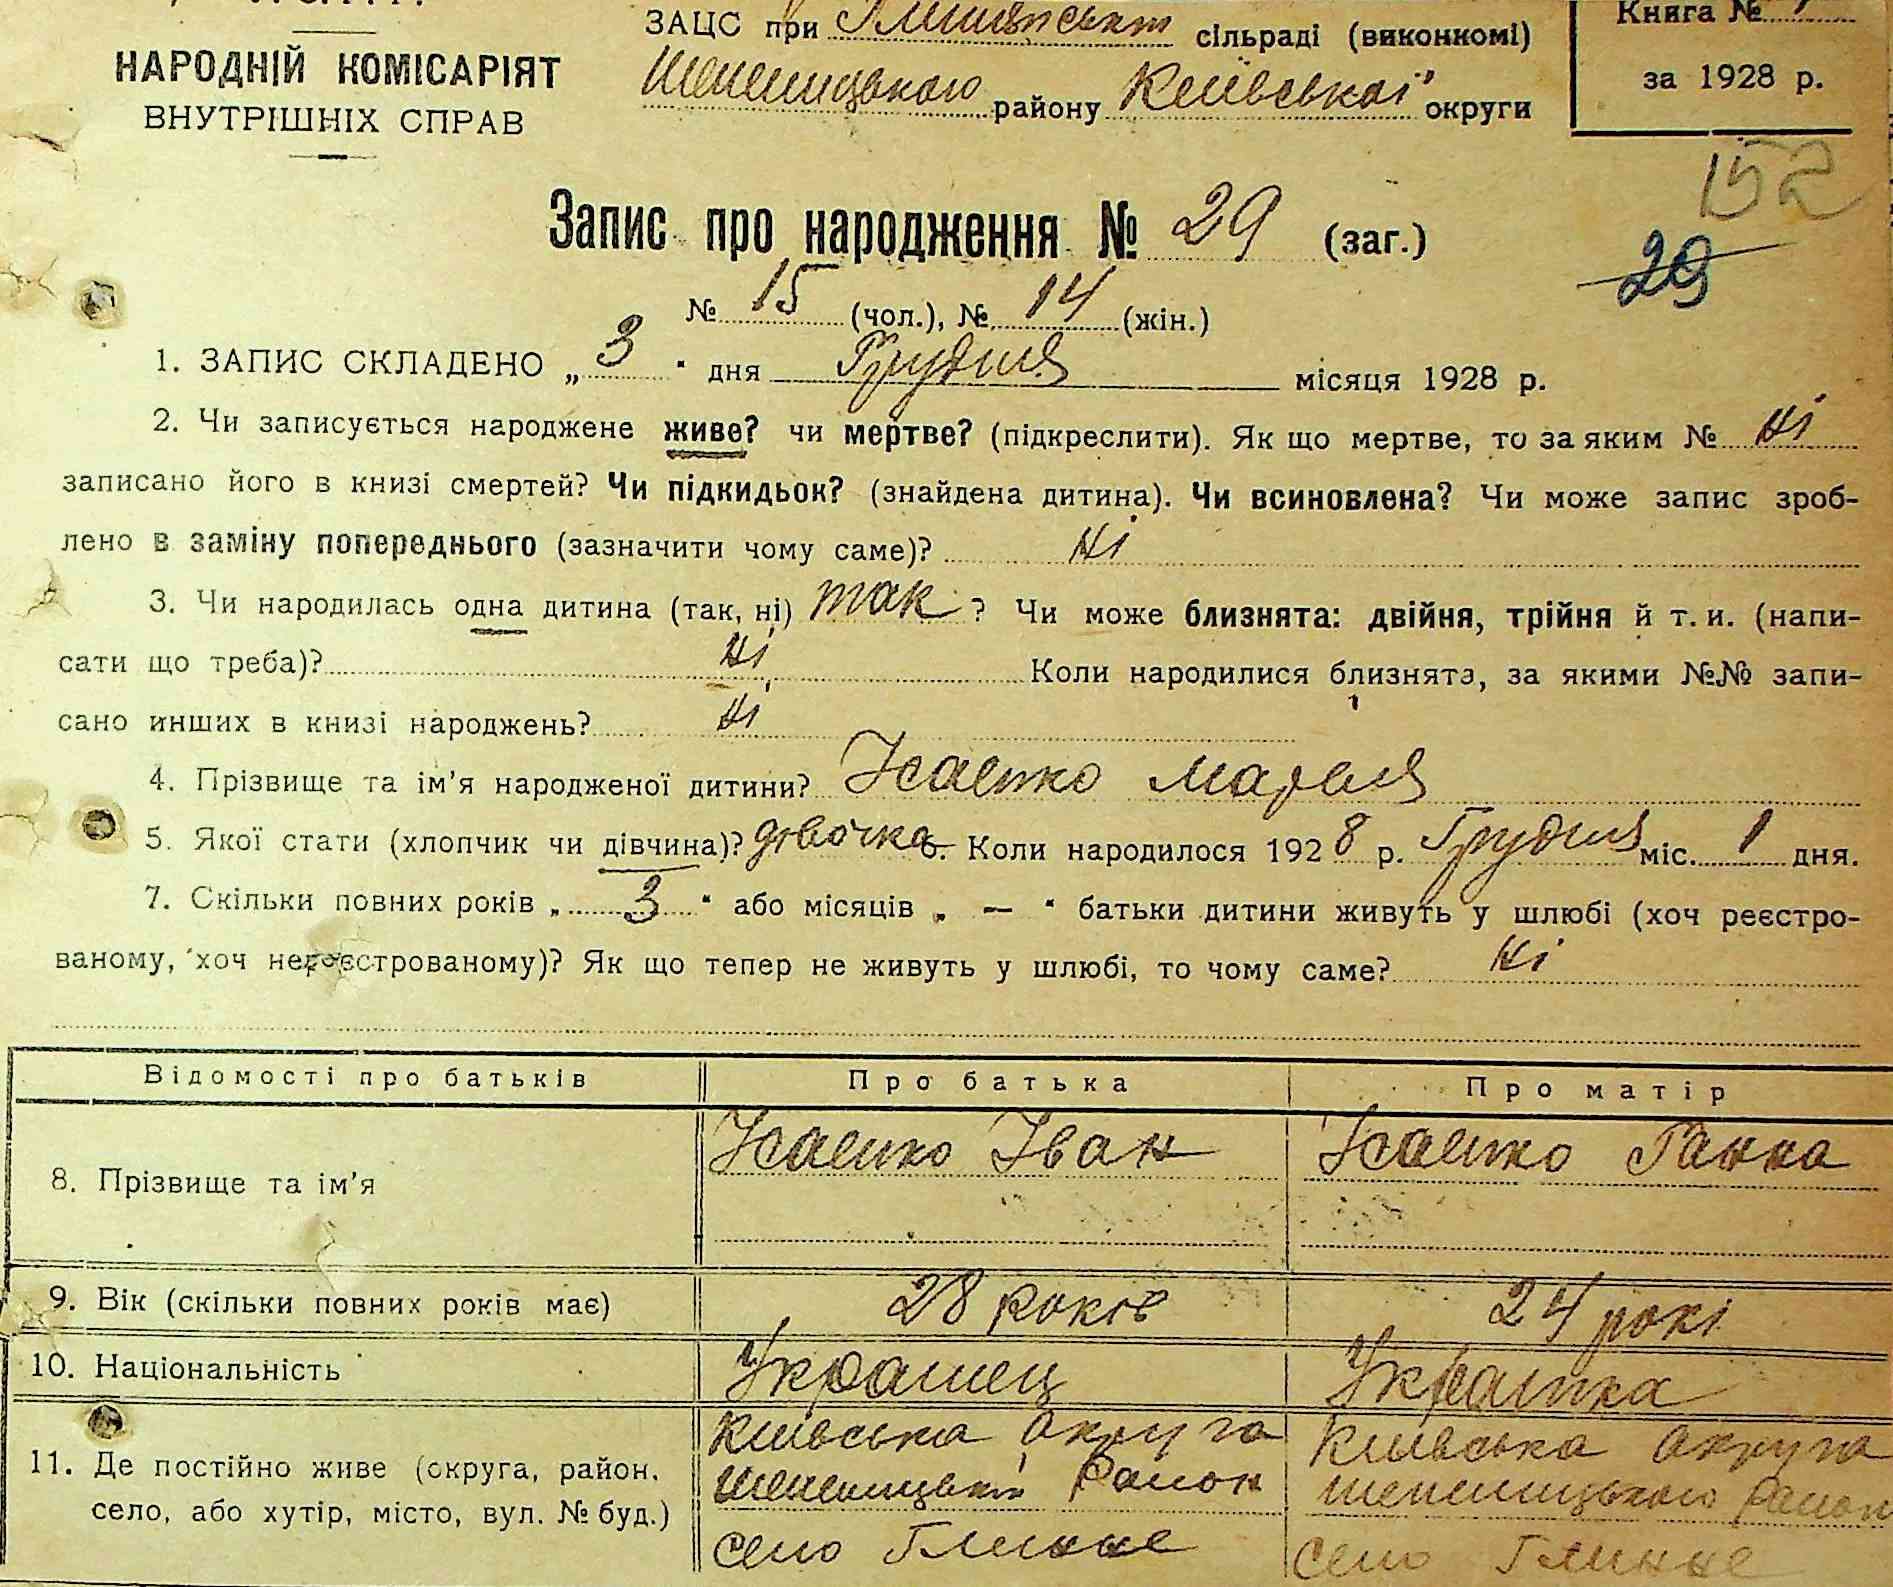 НАРОДНІЙ КОМІСАРІЯТ
ВНУТРІШНІХ СПРАВ
ЗАЦС при сільраді (виконкомі)
району Київської округи
Книга №
за 1928 р.
152
29
Запис про народження № 29 (заг.)
№ 15 (чол.), № 14 (жін.)
1. ЗАПИС СКЛАДЕНО „ 3 “ дня Грудня місяця 1928 р.
2. Чи записується народжене живе? чи мертве? (підкреслити). Як що мертве, то за яким № Ні
записано його в книзі смертей? Чи підкидьок? (знайдена дитина). Чи всиновлена? Чи може запис зроб-
лено в заміну попереднього (зазначити чому саме)? Ні
3. Чи народилась одна дитина (так, ні) так ? Чи може близнята: двійня, трійня й т. и. (напи-
сати що треба)? Ні Коли народилися близнята, за якими №№ запи-
сано инших в книзі народжень? Ні
4. Прізвище та ім'я народженої дитини? Ісаєнко Марія
5. Якої стати (хлопчик чи дівчина)? дівочка 6. Коли народилося 1928 р. Грудня міс. 1 дня.
7. Скільки повних років „ 3 “ або місяців „ — “ батьки дитини живуть у шлюбі (хоч реєстро-
ваному, хоч нереєстрованому)? Як що тепер не живуть у шлюбі, то чому саме? Ні
Відомості про батьків Про батька Про матір
8. Прізвище та ім'я Ісаєнко Іван Ісаєнко Ганна
9. Вік (скільки повних років має) 28 років 24 рокі
10. Національність Українец Українка
11. Де постійно живе (округа, район, село, або хутір, місто, вул. № буд.)
Київська округа Київська округа
район район
село Глинне село Глинне